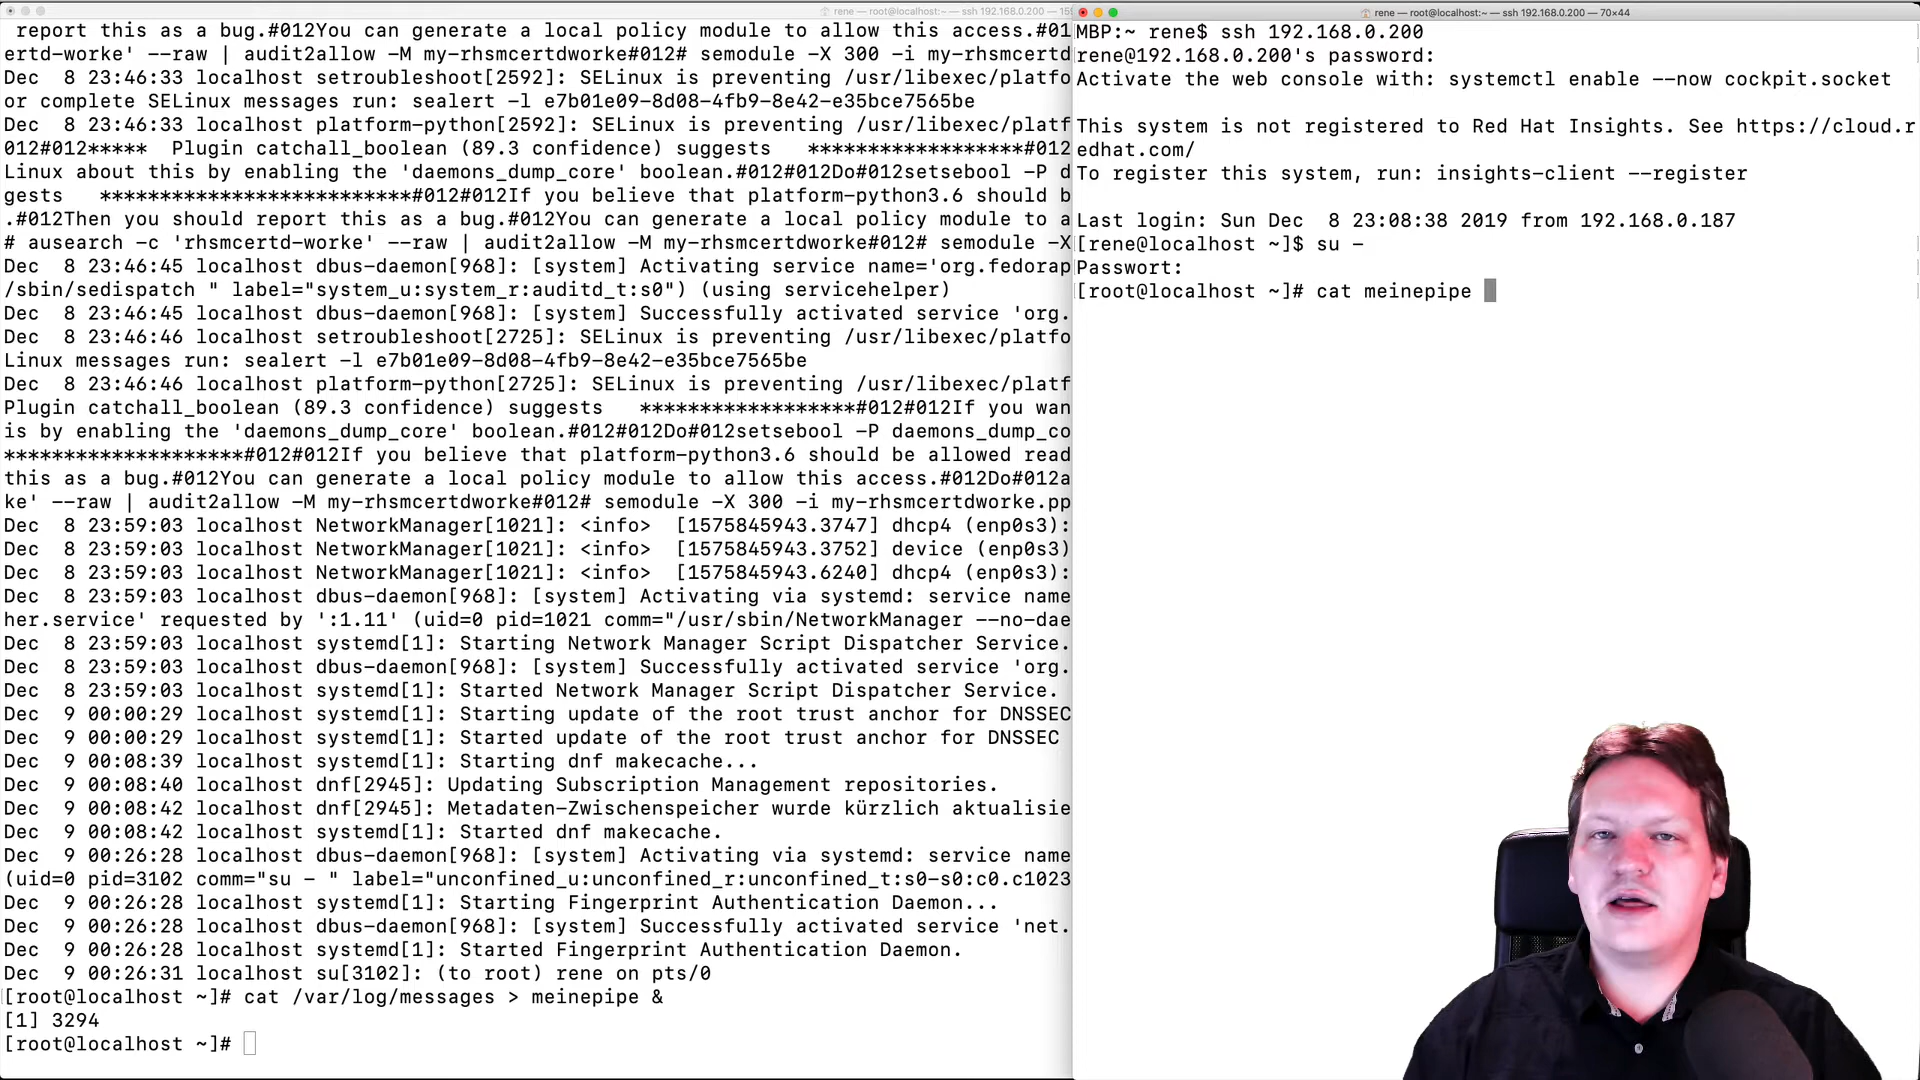 rene — root@localhost:~ — ssh 192.168.0.200 — 15
report this as a bug.#012You can generate a local policy module to allow this access.#01
ertd-worke' --raw | audit2allow -M my-rhsmcertdworke#012# semodule -X 300 -i my-rhsmcertd
Dec  8 23:46:33 localhost setroubleshoot[2592]: SELinux is preventing /usr/libexec/platfo
or complete SELinux messages run: sealert -l e7b01e09-8d08-4fb9-8e42-e35bce7565be
Dec  8 23:46:33 localhost platform-python[2592]: SELinux is preventing /usr/libexec/platf
012#012*****  Plugin catchall_boolean (89.3 confidence) suggests   ******************#012
Linux about this by enabling the 'daemons_dump_core' boolean.#012#012Do#012setsebool -P d
gests   **************************#012#012If you believe that platform-python3.6 should b
.#012Then you should report this as a bug.#012You can generate a local policy module to a
# ausearch -c 'rhsmcertd-worke' --raw | audit2allow -M my-rhsmcertdworke#012# semodule -X
Dec  8 23:46:45 localhost dbus-daemon[968]: [system] Activating service name='org.fedorap
/sbin/sedispatch " label="system_u:system_r:auditd_t:s0") (using servicehelper)
Dec  8 23:46:45 localhost dbus-daemon[968]: [system] Successfully activated service 'org.
Dec  8 23:46:46 localhost setroubleshoot[2725]: SELinux is preventing /usr/libexec/platfo
Linux messages run: sealert -l e7b01e09-8d08-4fb9-8e42-e35bce7565be
Dec  8 23:46:46 localhost platform-python[2725]: SELinux is preventing /usr/libexec/platf
Plugin catchall_boolean (89.3 confidence) suggests   ******************#012#012If you wan
is by enabling the 'daemons_dump_core' boolean.#012#012Do#012setsebool -P daemons_dump_co
********************#012#012If you believe that platform-python3.6 should be allowed read
this as a bug.#012You can generate a local policy module to allow this access.#012Do#012a
ke' --raw | audit2allow -M my-rhsmcertdworke#012# semodule -X 300 -i my-rhsmcertdworke.pp
Dec  8 23:59:03 localhost NetworkManager[1021]: <info>  [1575845943.3747] dhcp4 (enp0s3):
Dec  8 23:59:03 localhost NetworkManager[1021]: <info>  [1575845943.3752] device (enp0s3)
Dec  8 23:59:03 localhost NetworkManager[1021]: <info>  [1575845943.6240] dhcp4 (enp0s3):
Dec  8 23:59:03 localhost dbus-daemon[968]: [system] Activating via systemd: service name
her.service' requested by ':1.11' (uid=0 pid=1021 comm="/usr/sbin/NetworkManager --no-dae
Dec  8 23:59:03 localhost systemd[1]: Starting Network Manager Script Dispatcher Service.
Dec  8 23:59:03 localhost dbus-daemon[968]: [system] Successfully activated service 'org.
Dec  8 23:59:03 localhost systemd[1]: Started Network Manager Script Dispatcher Service.
Dec  9 00:00:29 localhost systemd[1]: Starting update of the root trust anchor for DNSSEC
Dec  9 00:00:29 localhost systemd[1]: Started update of the root trust anchor for DNSSEC
Dec  9 00:08:39 localhost systemd[1]: Starting dnf makecache...
Dec  9 00:08:40 localhost dnf[2945]: Updating Subscription Management repositories.
Dec  9 00:08:42 localhost dnf[2945]: Metadaten-Zwischenspeicher wurde kürzlich aktualisie
Dec  9 00:08:42 localhost systemd[1]: Started dnf makecache.
Dec  9 00:26:28 localhost dbus-daemon[968]: [system] Activating via systemd: service name
(uid=0 pid=3102 comm="su - " label="unconfined_u:unconfined_r:unconfined_t:s0-s0:c0.c1023
Dec  9 00:26:28 localhost systemd[1]: Starting Fingerprint Authentication Daemon...
Dec  9 00:26:28 localhost dbus-daemon[968]: [system] Successfully activated service 'net.
Dec  9 00:26:28 localhost systemd[1]: Started Fingerprint Authentication Daemon.
Dec  9 00:26:31 localhost su[3102]: (to root) rene on pts/0
[root@localhost ~]# cat /var/log/messages > meinepipe &
[1] 3294
[root@localhost ~]#
rene — root@localhost:~ — ssh 192.168.0.200 — 70×44
MBP:~ rene$ ssh 192.168.0.200
rene@192.168.0.200's password:
Activate the web console with: systemctl enable --now cockpit.socket
This system is not registered to Red Hat Insights. See https://cloud.r
edhat.com/
To register this system, run: insights-client --register
Last login: Sun Dec  8 23:08:38 2019 from 192.168.0.187
[rene@localhost ~]$ su -
Passwort:
[root@localhost ~]# cat meinepipe